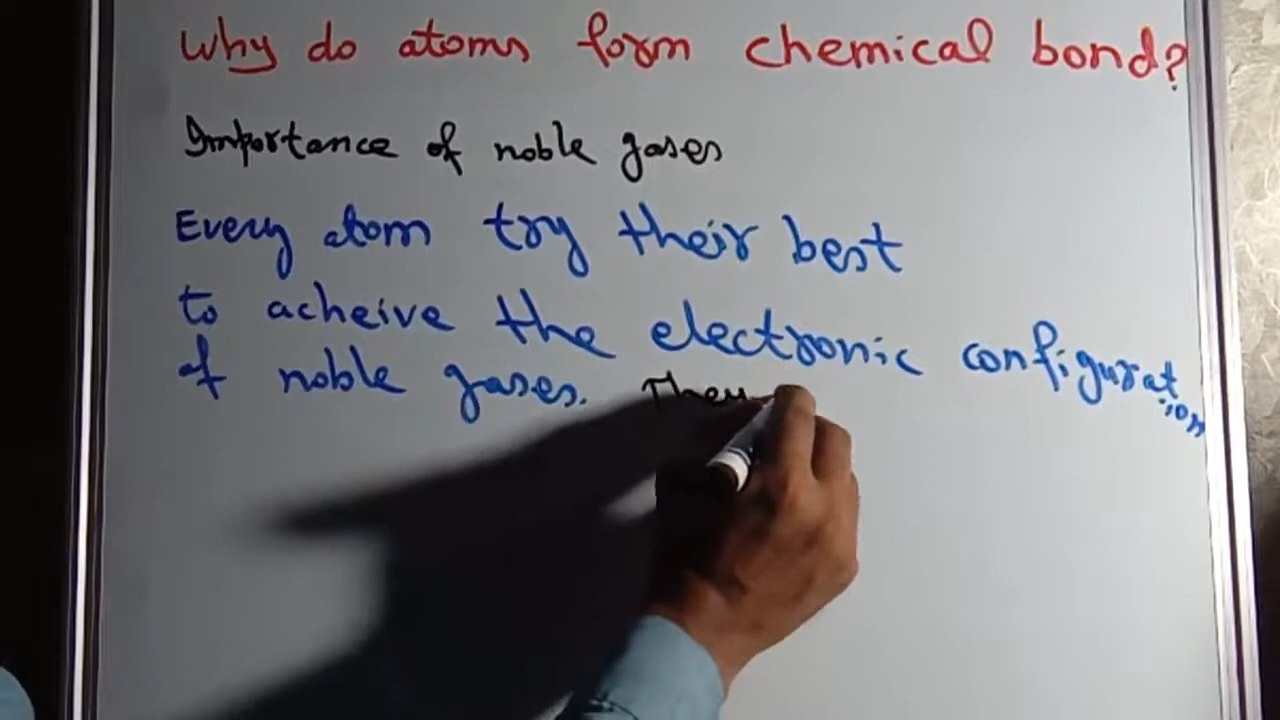 Why do atoms form chemical bond?
Importance of noble gases
Every atom try their best
to acheive the electronic configuration
of noble gases. They